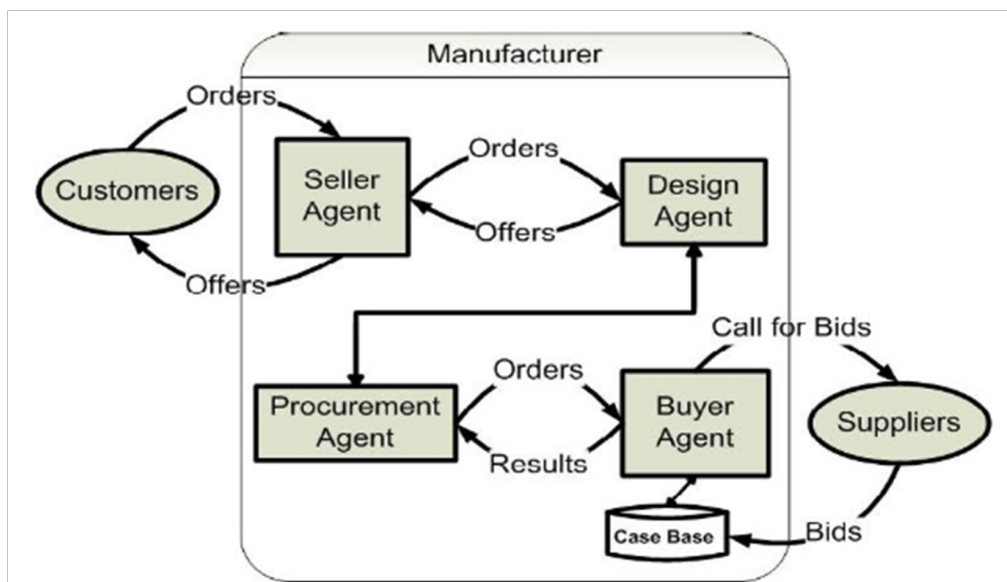 Manufacturer
Orders
Customers
Seller
Agent
Orders
Offers
Design
Agent
Offers
Call for Bids
Procurement
Agent
Orders
Results
Buyer
Agent
Suppliers
Case Base
Bids